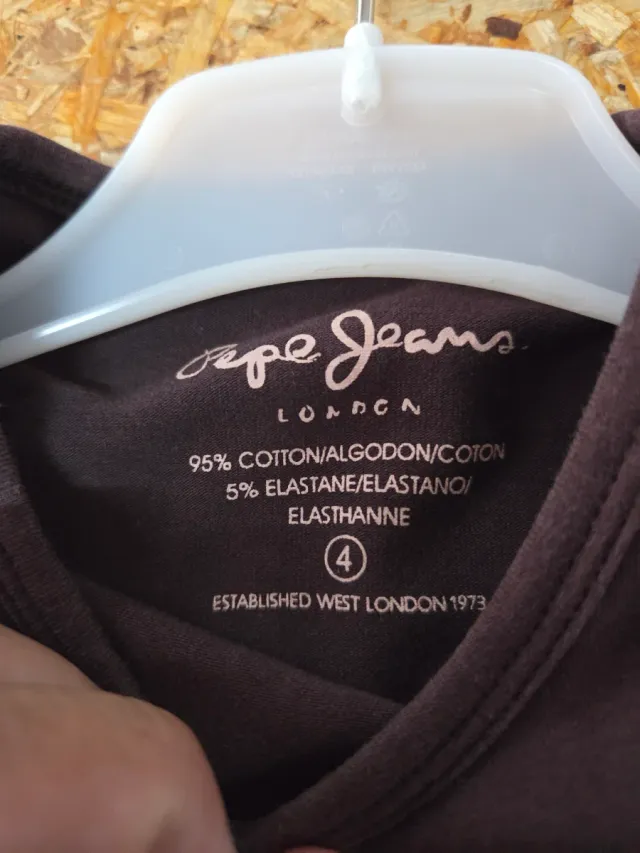 Pepe Jeans
LONDON
95% COTTON/ALGODON/COTON
5% ELASTANE/ELASTANO/
ELASTHANNE
4
ESTABLISHED WEST LONDON 1973